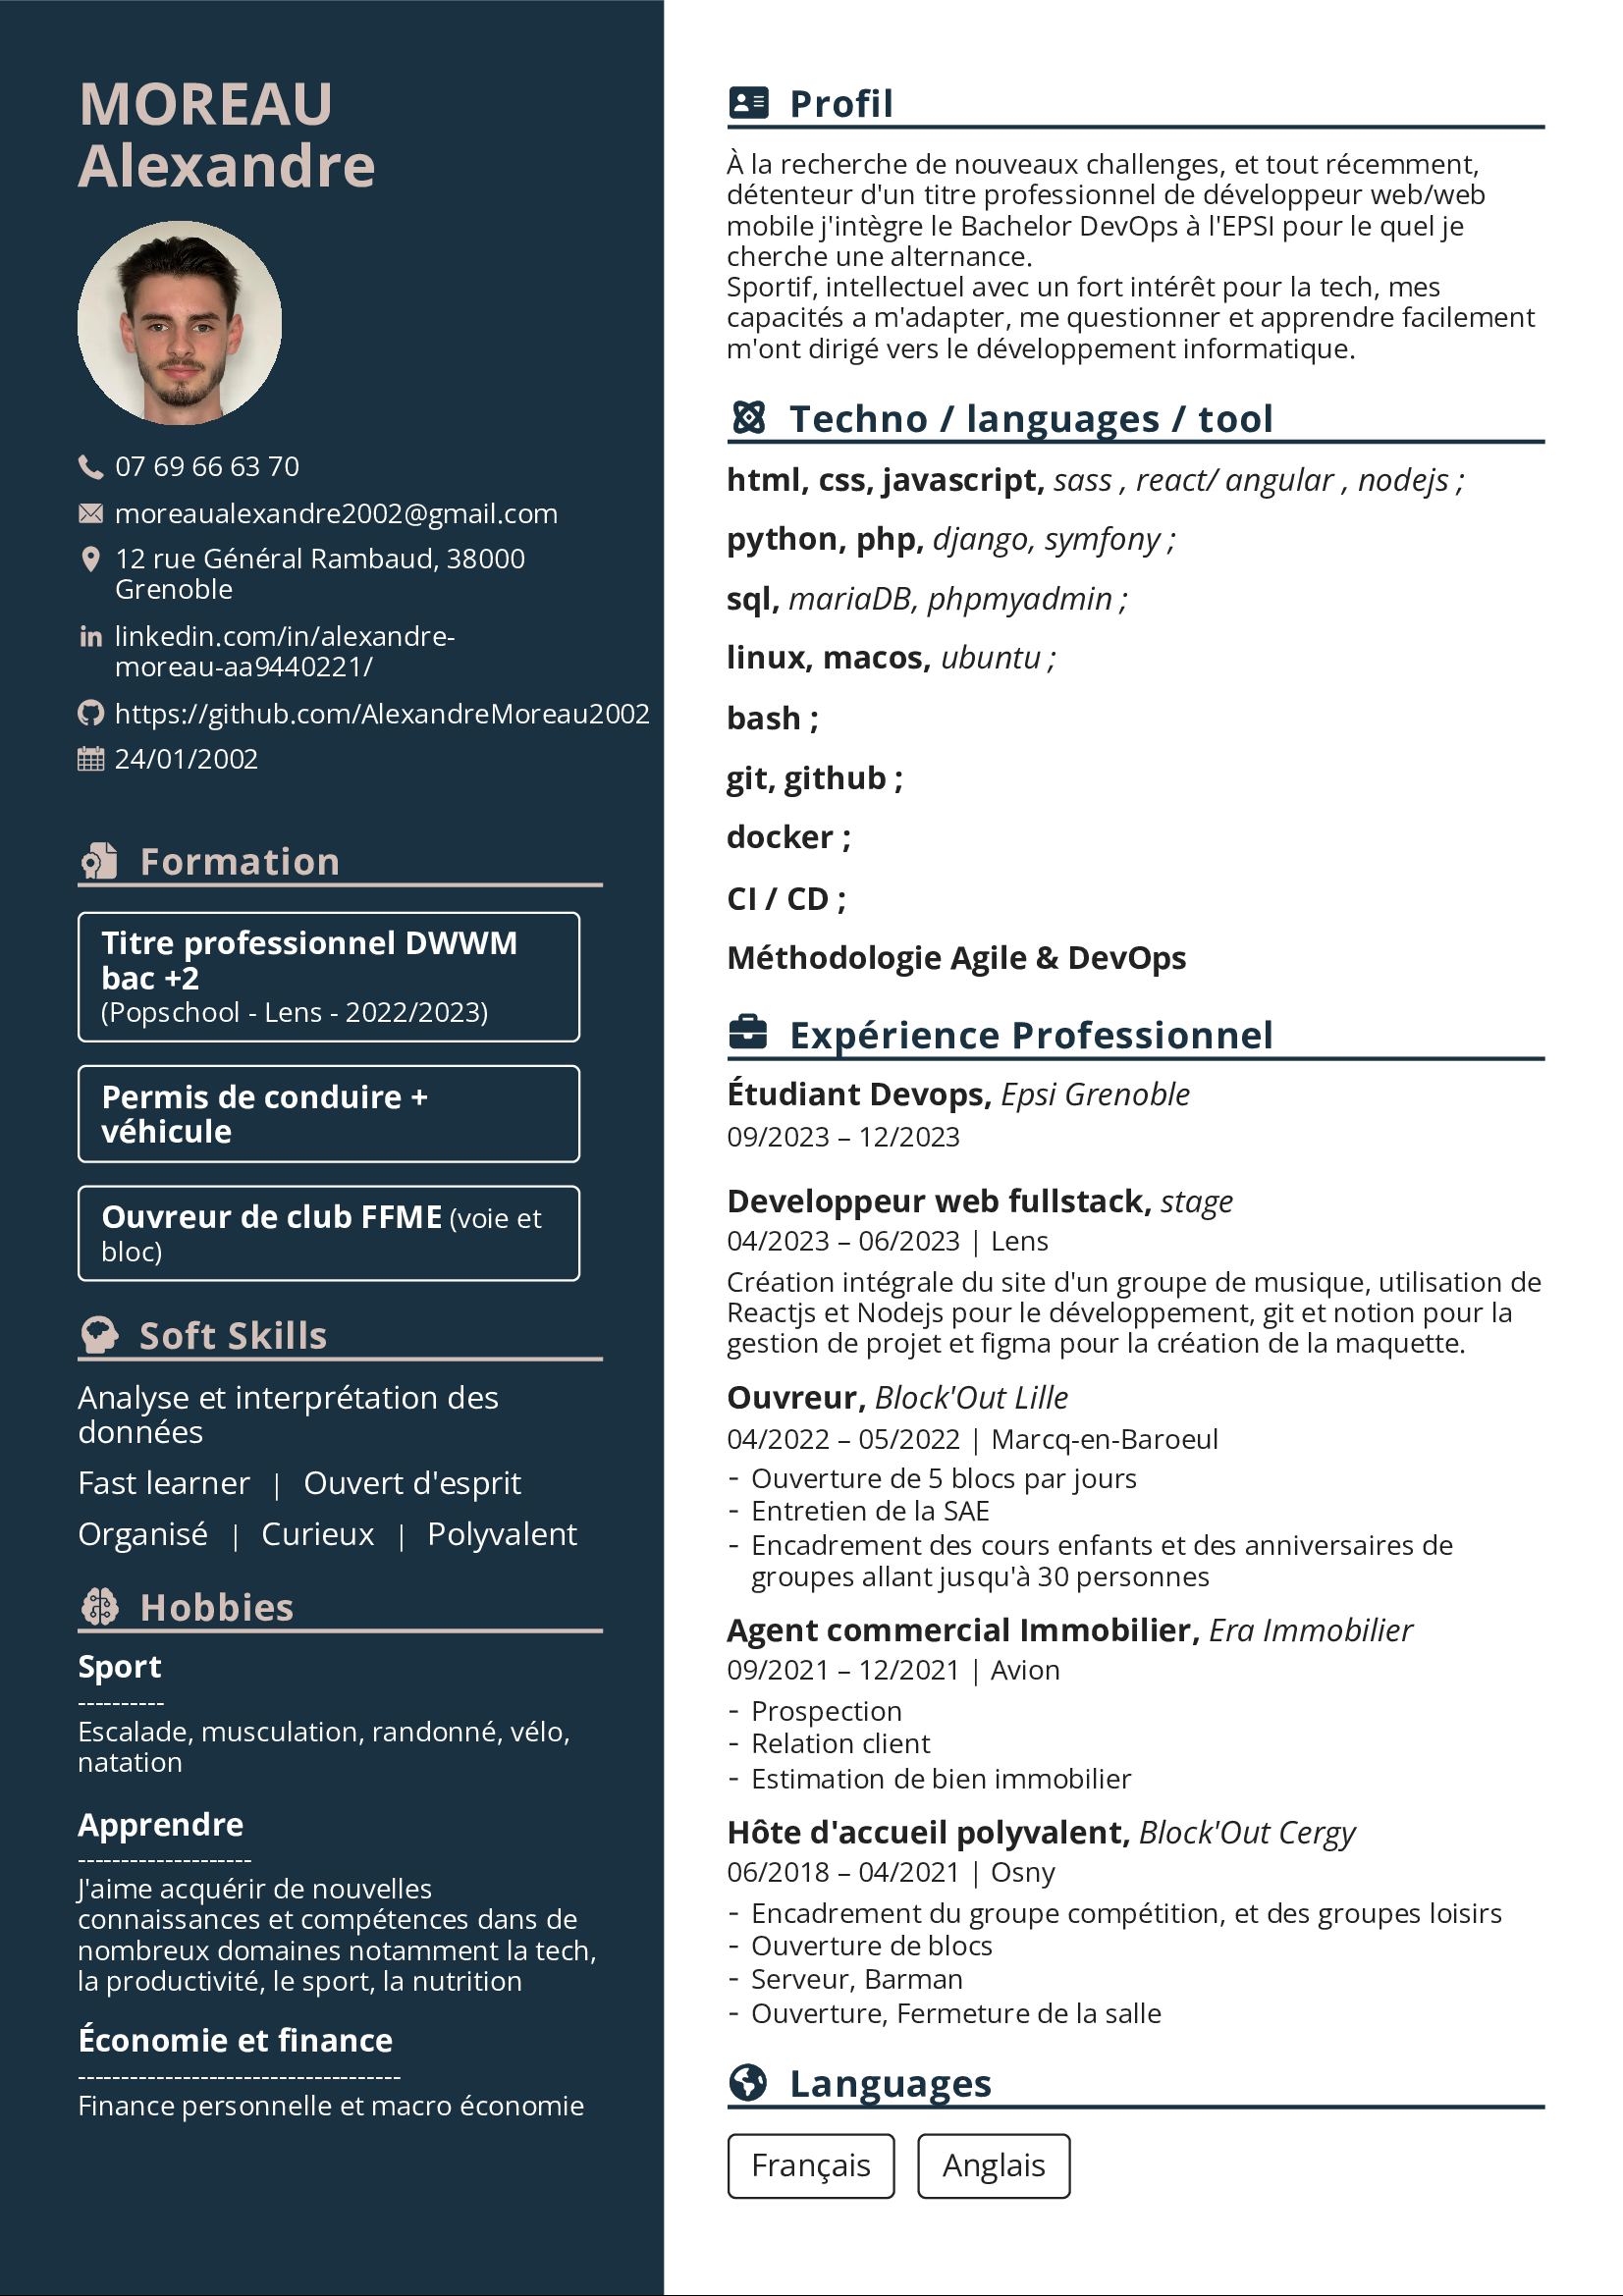 MOREAU
Alexandre
07 69 66 63 70
moreaualexandre2002@gmail.com
12 rue Général Rambaud, 38000
Grenoble
linkedin.com/in/alexandre-
moreau-aa9440221/
https://github.com/AlexandreMoreau2002
24/01/2002
Formation
Titre professionnel DWWM
bac +2
(Popschool - Lens - 2022/2023)
Permis de conduire +
véhicule
Ouvreur de club FFME (voie et
bloc)
Soft Skills
Analyse et interprétation des
données
Fast learner | Ouvert d'esprit
Organisé | Curieux | Polyvalent
Hobbies
Sport
----------
Escalade, musculation, randonné, vélo,
natation
Apprendre
--------------------
J'aime acquérir de nouvelles
connaissances et compétences dans de
nombreux domaines notamment la tech,
la productivité, le sport, la nutrition
Économie et finance
-------------------------------------
Finance personnelle et macro économie
Profil
À la recherche de nouveaux challenges, et tout récemment,
détenteur d'un titre professionnel de développeur web/web
mobile j'intègre le Bachelor DevOps à l'EPSI pour le quel je
cherche une alternance.
Sportif, intellectuel avec un fort intérêt pour la tech, mes
capacités a m'adapter, me questionner et apprendre facilement
m'ont dirigé vers le développement informatique.
Techno / languages / tool
html, css, javascript, sass , react/ angular , nodejs ;
python, php, django, symfony ;
sql, mariaDB, phpmyadmin ;
linux, macos, ubuntu ;
bash ;
git, github ;
docker ;
CI / CD ;
Méthodologie Agile & DevOps
Expérience Professionnel
Étudiant Devops, Epsi Grenoble
09/2023 – 12/2023
Developpeur web fullstack, stage
04/2023 – 06/2023 | Lens
Création intégrale du site d'un groupe de musique, utilisation de
Reactjs et Nodejs pour le développement, git et notion pour la
gestion de projet et figma pour la création de la maquette.
Ouvreur, Block'Out Lille
04/2022 – 05/2022 | Marcq-en-Baroeul
- Ouverture de 5 blocs par jours
- Entretien de la SAE
- Encadrement des cours enfants et des anniversaires de
groupes allant jusqu'à 30 personnes
Agent commercial Immobilier, Era Immobilier
09/2021 – 12/2021 | Avion
- Prospection
- Relation client
- Estimation de bien immobilier
Hôte d'accueil polyvalent, Block'Out Cergy
06/2018 – 04/2021 | Osny
- Encadrement du groupe compétition, et des groupes loisirs
- Ouverture de blocs
- Serveur, Barman
- Ouverture, Fermeture de la salle
Languages
Français
Anglais